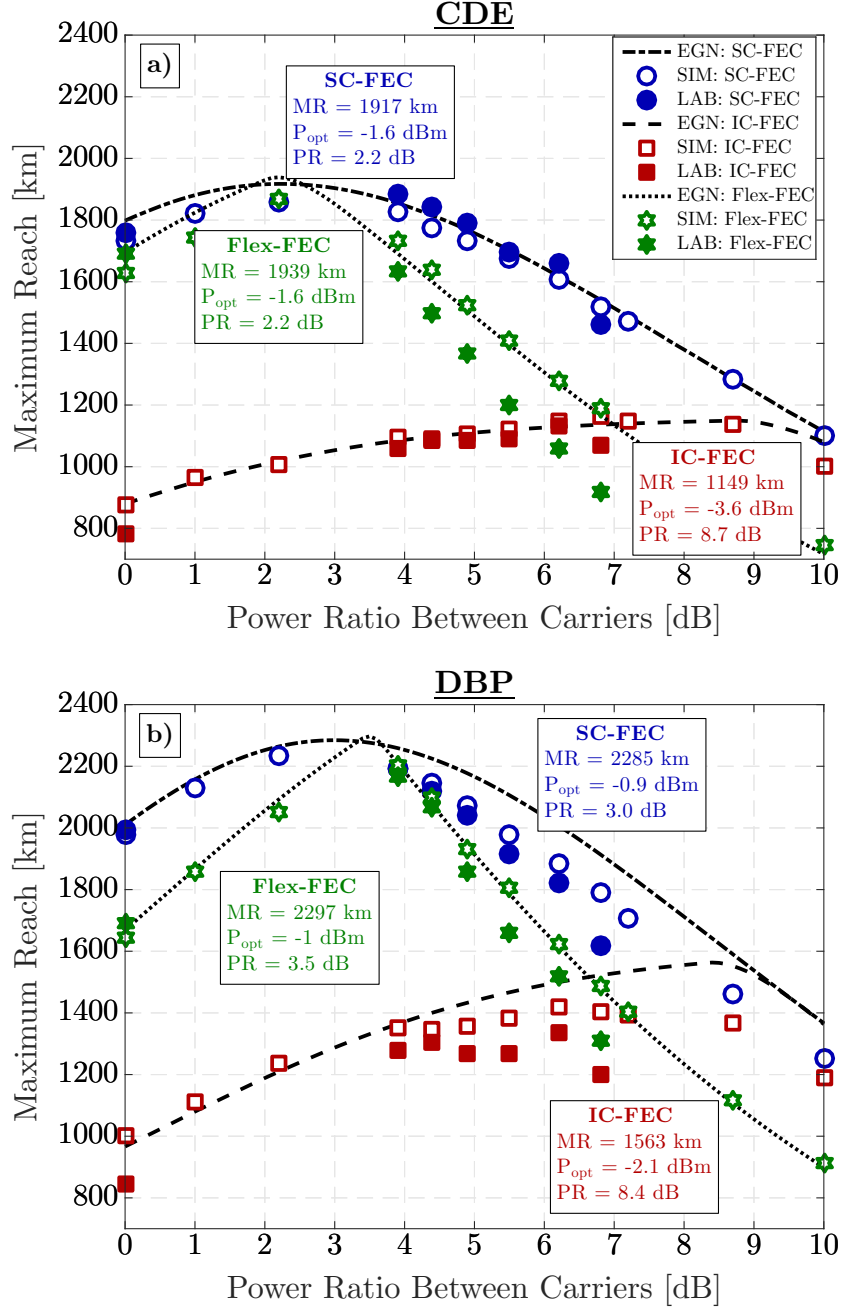 CDE
a)
EGN: SC-FEC
SIM: SC-FEC
LAB: SC-FEC
EGN: IC-FEC
SIM: IC-FEC
LAB: IC-FEC
EGN: Flex-FEC
SIM: Flex-FEC
LAB: Flex-FEC
SC-FEC
MR = 1917 km
P_opt = -1.6 dBm
PR = 2.2 dB
Flex-FEC
MR = 1939 km
P_opt = -1.6 dBm
PR = 2.2 dB
IC-FEC
MR = 1149 km
P_opt = -3.6 dBm
PR = 8.7 dB
2400
2200
2000
1800
1600
1400
1200
1000
800
Maximum Reach [km]
0 1 2 3 4 5 6 7 8 9 10
Power Ratio Between Carriers [dB]
DBP
b)
SC-FEC
MR = 2285 km
P_opt = -0.9 dBm
PR = 3.0 dB
Flex-FEC
MR = 2297 km
P_opt = -1 dBm
PR = 3.5 dB
IC-FEC
MR = 1563 km
P_opt = -2.1 dBm
PR = 8.4 dB
2400
2200
2000
1800
1600
1400
1200
1000
800
Maximum Reach [km]
0 1 2 3 4 5 6 7 8 9 10
Power Ratio Between Carriers [dB]